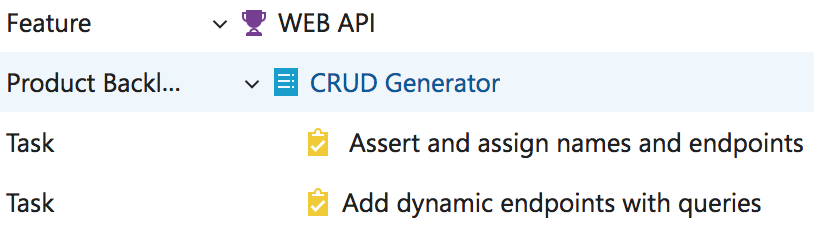 Feature WEB API
Product Backl... CRUD Generator
Task Assert and assign names and endpoints
Task Add dynamic endpoints with queries